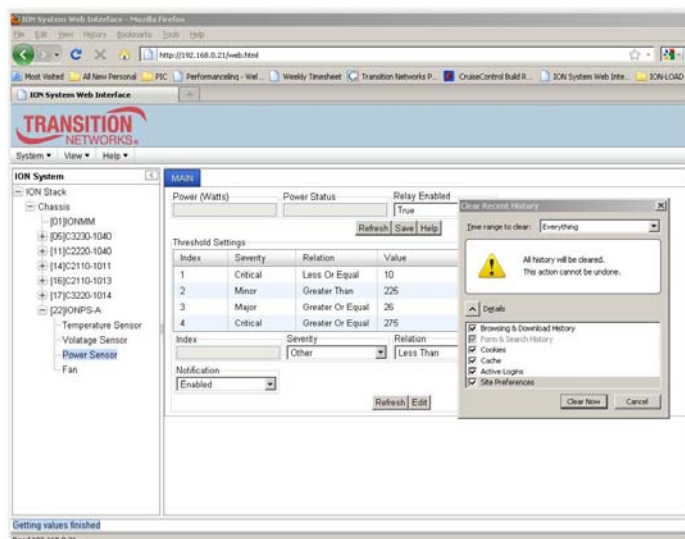 ION System Web Interface - Mozilla Firefox
File Edit View History Bookmarks Tools Help
http://192.168.0.21/web.html
Most Visited All New Personal PIC Performancelng - Wel... Weekly Timesheet Transition Networks P... CruiseControl Build R... ION System Web Inte... ION-LOAD
ION System Web Interface
TRANSITION
NETWORKS
System View Help
ION System
ION Stack
Chassis
[01]IONMM
[05]C3230-1040
[11]C2220-1040
[14]C2110-1011
[16]C2110-1013
[17]C3220-1014
[22]IONPS-A
Temperature Sensor
Volatage Sensor
Power Sensor
Fan
MAIN
Power (Watts) Power Status Relay Enabled
True
Refresh Save Help
Threshold Settings
Index Severity Relation Value
1 Critical Less Or Equal 10
2 Minor Greater Than 225
3 Major Greater Or Equal 26
4 Critical Greater Or Equal 275
Index Severity Relation
Other Less Than
Notification
Enabled
Refresh Edit
Clear Recent History
Time range to clear: Everything
All history will be cleared.
This action cannot be undone.
Details
Browsing & Download History
Form & Search History
Cookies
Cache
Active Logins
Site Preferences
Clear Now Cancel
Getting values finished